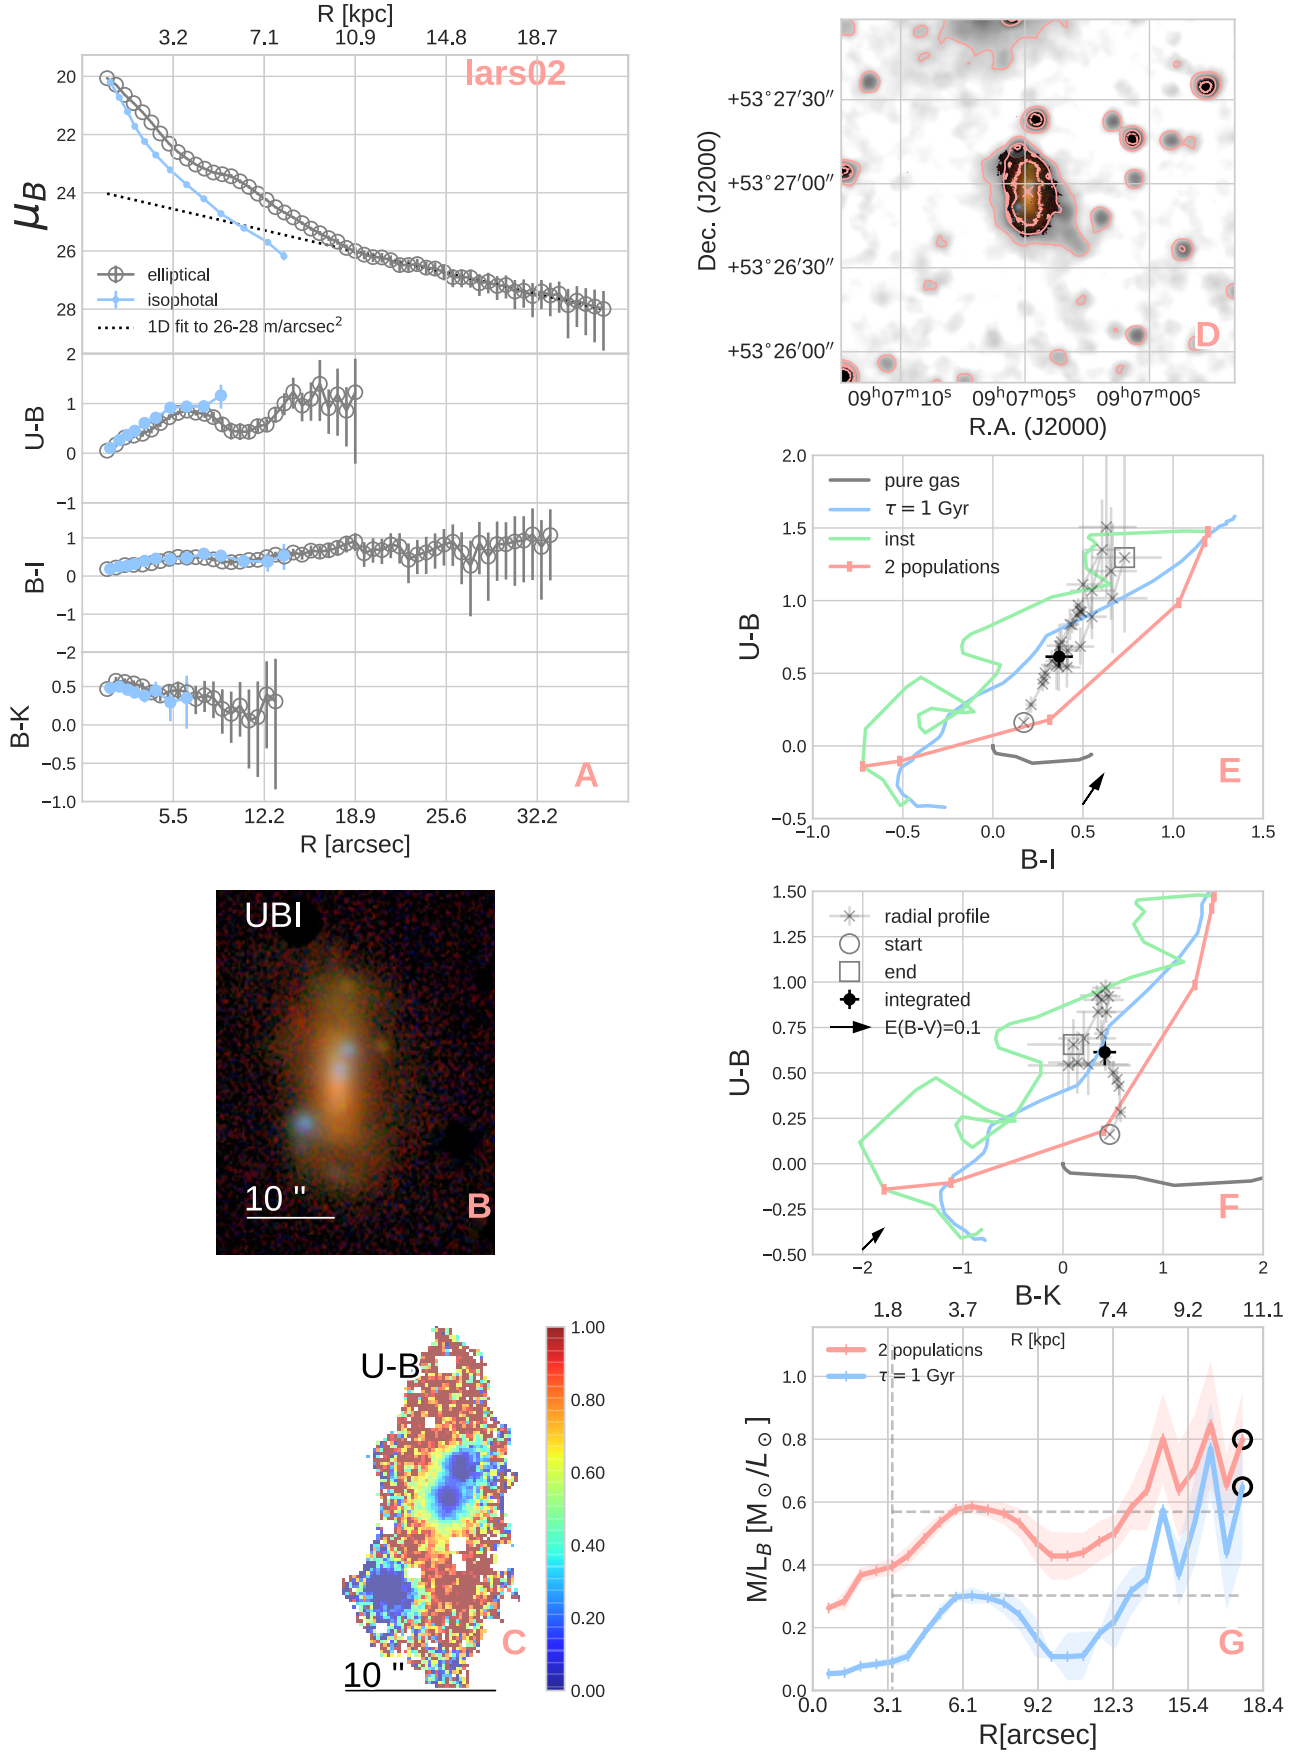 R [kpc]
3.2 7.1 10.9 14.8 18.7
lars02
20
22
24
26
28
μB
elliptical
isophotal
1D fit to 26-28 m/arcsec²
2
1
0
−1
U-B
1
0
−1
−2
B-I
0.5
0.0
−0.5
−1.0
B-K
A
5.5 12.2 18.9 25.6 32.2
R [arcsec]
UBI
10 "
B
U-B
10 "
C
1.00
0.80
0.60
0.40
0.20
0.00
Dec. (J2000)
+53°27′30″
+53°27′00″
+53°26′30″
+53°26′00″
D
09ʰ07ᵐ10ˢ 09ʰ07ᵐ05ˢ 09ʰ07ᵐ00ˢ
R.A. (J2000)
2.0
1.5
1.0
0.5
0.0
−0.5
U-B
pure gas
τ = 1 Gyr
inst
2 populations
E
−1.0 −0.5 0.0 0.5 1.0 1.5
B-I
1.50
1.25
1.00
0.75
0.50
0.25
0.00
−0.25
−0.50
U-B
radial profile
start
end
integrated
E(B-V)=0.1
F
−2 −1 0 1 2
B-K
1.8 3.7 7.4 9.2 11.1
R [kpc]
2 populations
τ = 1 Gyr
1.0
0.8
0.6
0.4
0.2
0.0
M/LB [M⊙/L⊙]
G
0.0 3.1 6.1 9.2 12.3 15.4 18.4
R[arcsec]